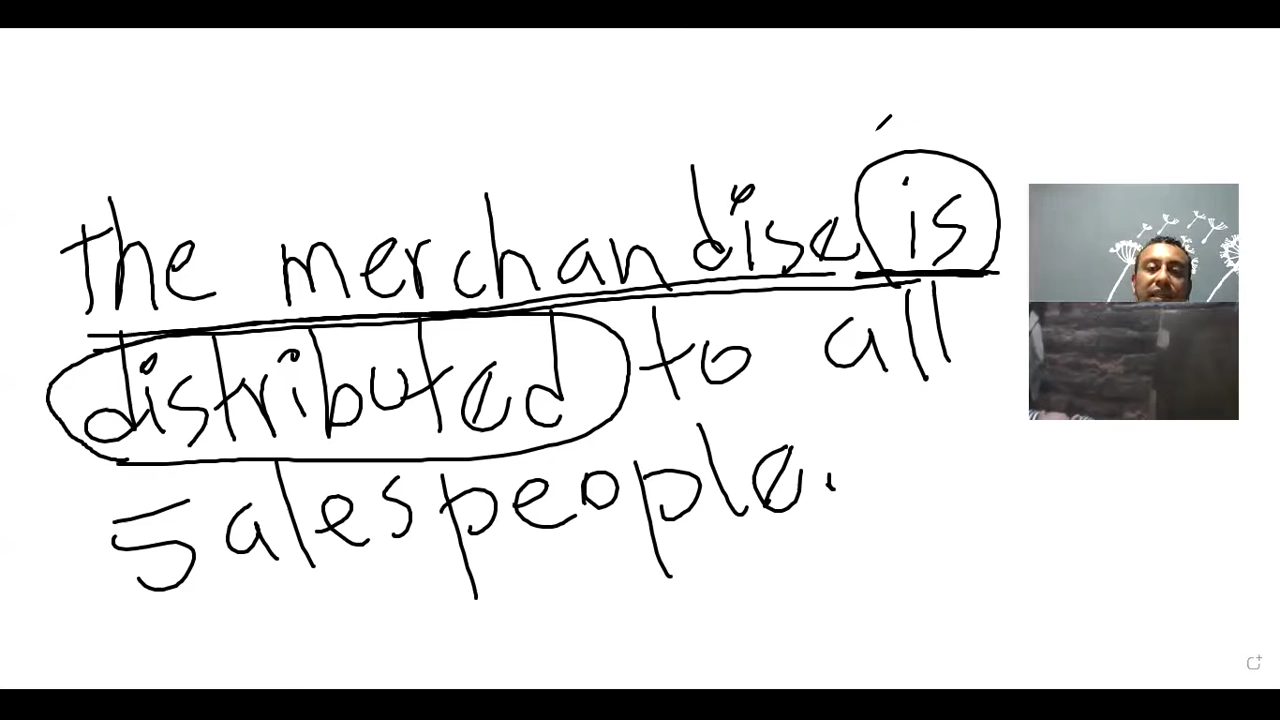 the merchandise is
distributed to all
salespeople.